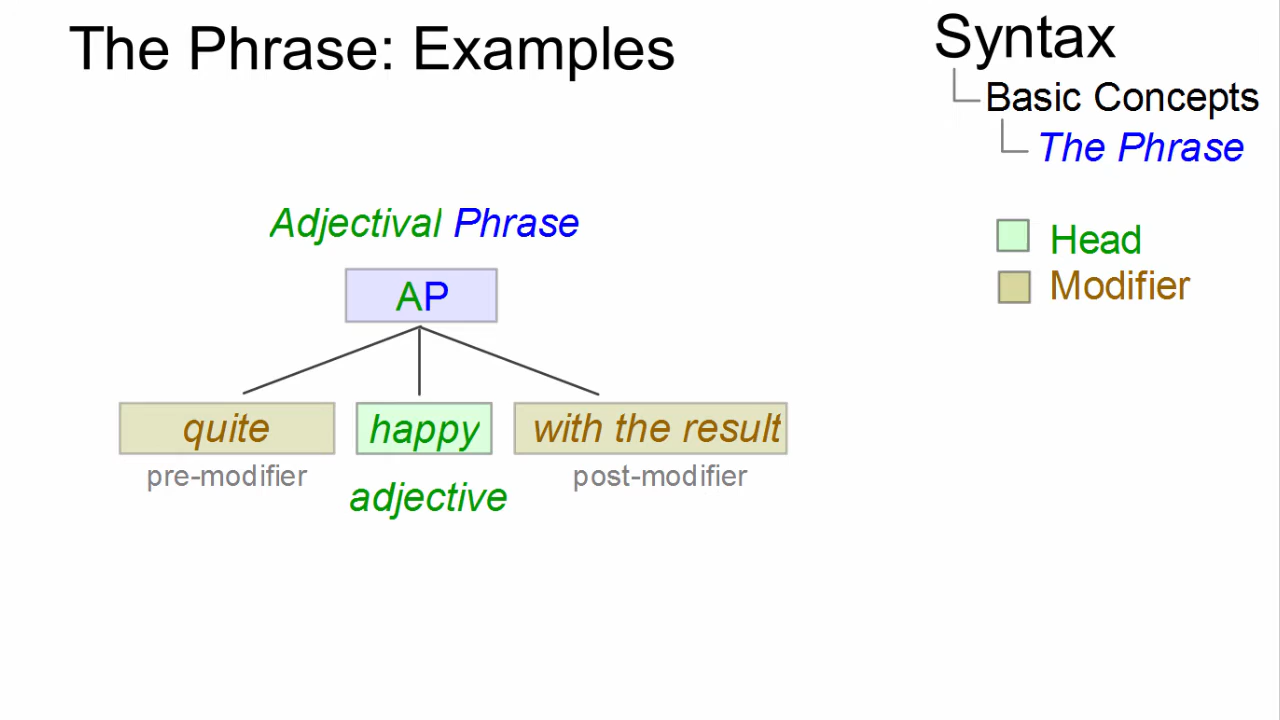 The Phrase: Examples
Syntax
Basic Concepts
The Phrase
Head
Modifier
Adjectival Phrase
AP
quite
happy
with the result
pre-modifier
adjective
post-modifier